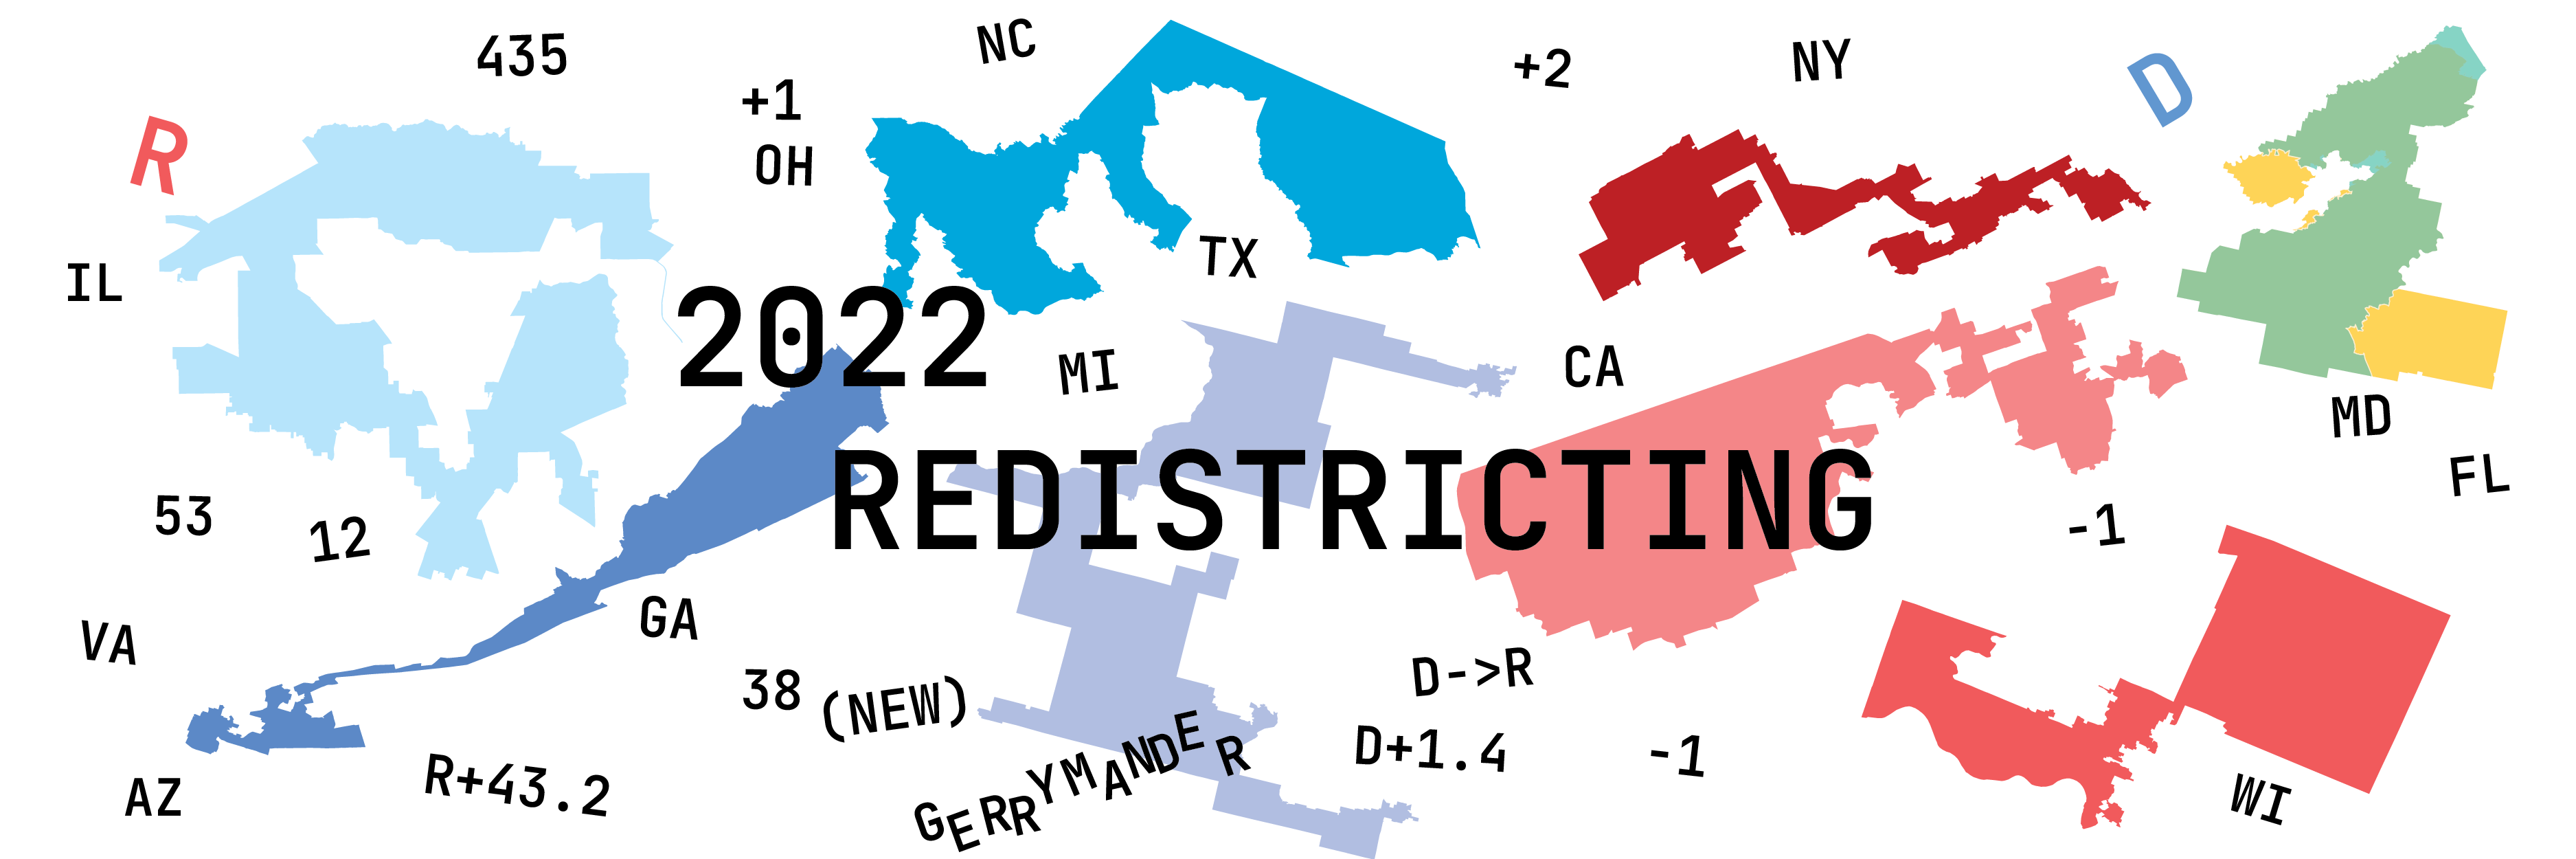 435
NC
+2
NY
D
+1
R
OH
TX
IL
2022
MI
CA
MD
FL
REDISTRICTING
53
12
-1
VA
GA
D->R
38
(NEW)
D+1.4
-1
AZ
R+43.2
GERRYMANDER
WI